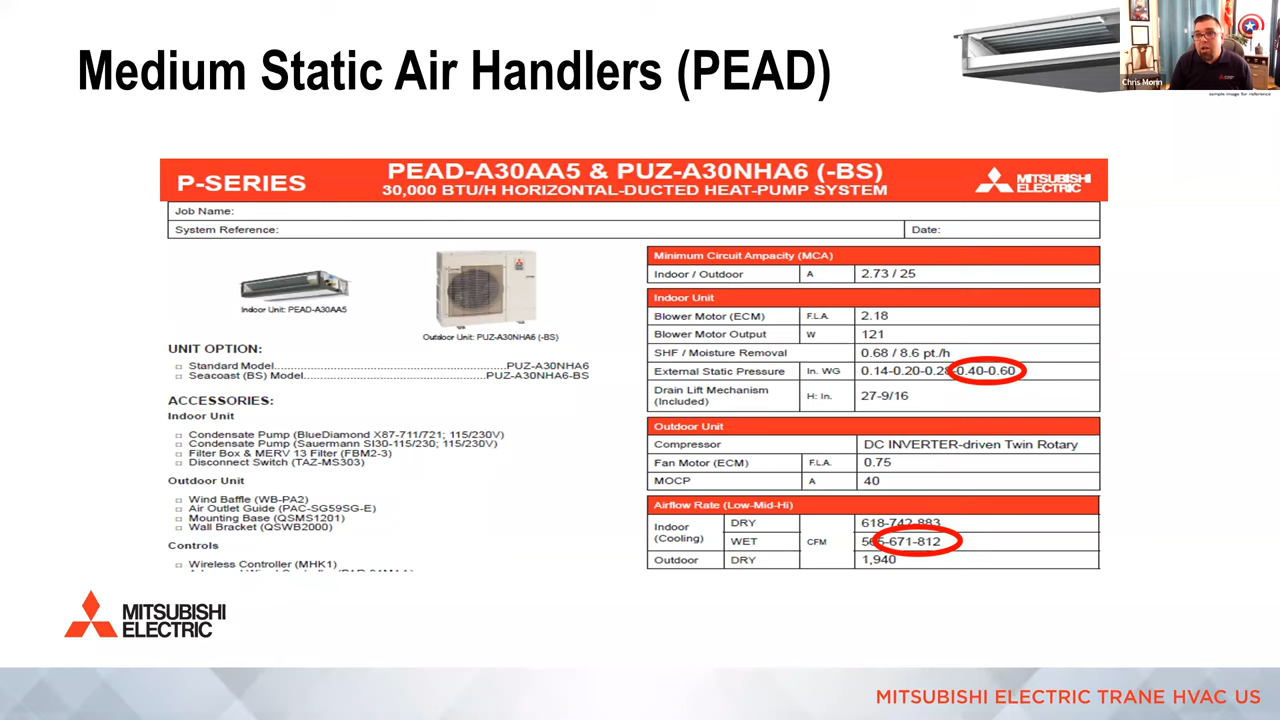 Medium Static Air Handlers (PEAD)
Chris Morin
sample image for reference
P-SERIES
PEAD-A30AA5 & PUZ-A30NHA6 (-BS)
30,000 BTU/H HORIZONTAL-DUCTED HEAT-PUMP SYSTEM
MITSUBISHI
ELECTRIC
Job Name:
System Reference:
Date:
Indoor Unit: PEAD-A30AA5
Outdoor Unit: PUZ-A30NHA6 (-BS)
UNIT OPTION:
Standard Model...PUZ-A30NHA6
Seacoast (BS) Model...PUZ-A30NHA6-BS
ACCESSORIES:
Indoor Unit
Condensate Pump (BlueDiamond X87-711/721; 115/230V)
Condensate Pump (Sauermann SI30-115/230; 115/230V)
Filter Box & MERV 13 Filter (FBM2-3)
Disconnect Switch (TAZ-MS303)
Outdoor Unit
Wind Baffle (WB-PA2)
Air Outlet Guide (PAC-SG59SG-E)
Mounting Base (QSMS1201)
Wall Bracket (QSWB2000)
Controls
Wireless Controller (MHK1)
Minimum Circuit Ampacity (MCA)
Indoor / Outdoor A 2.73 / 25
Indoor Unit
Blower Motor (ECM) F.L.A. 2.18
Blower Motor Output W 121
SHF / Moisture Removal 0.68 / 8.6 pt./h
External Static Pressure In. WG 0.14-0.20-0.28-0.40-0.60
Drain Lift Mechanism
(Included) H: In. 27-9/16
Outdoor Unit
Compressor DC INVERTER-driven Twin Rotary
Fan Motor (ECM) F.L.A. 0.75
MOCP A 40
Airflow Rate (Low-Mid-Hi)
Indoor
(Cooling) DRY 618-742-883
WET CFM -671-812
Outdoor DRY 1,940
MITSUBISHI
ELECTRIC
MITSUBISHI ELECTRIC TRANE HVAC US